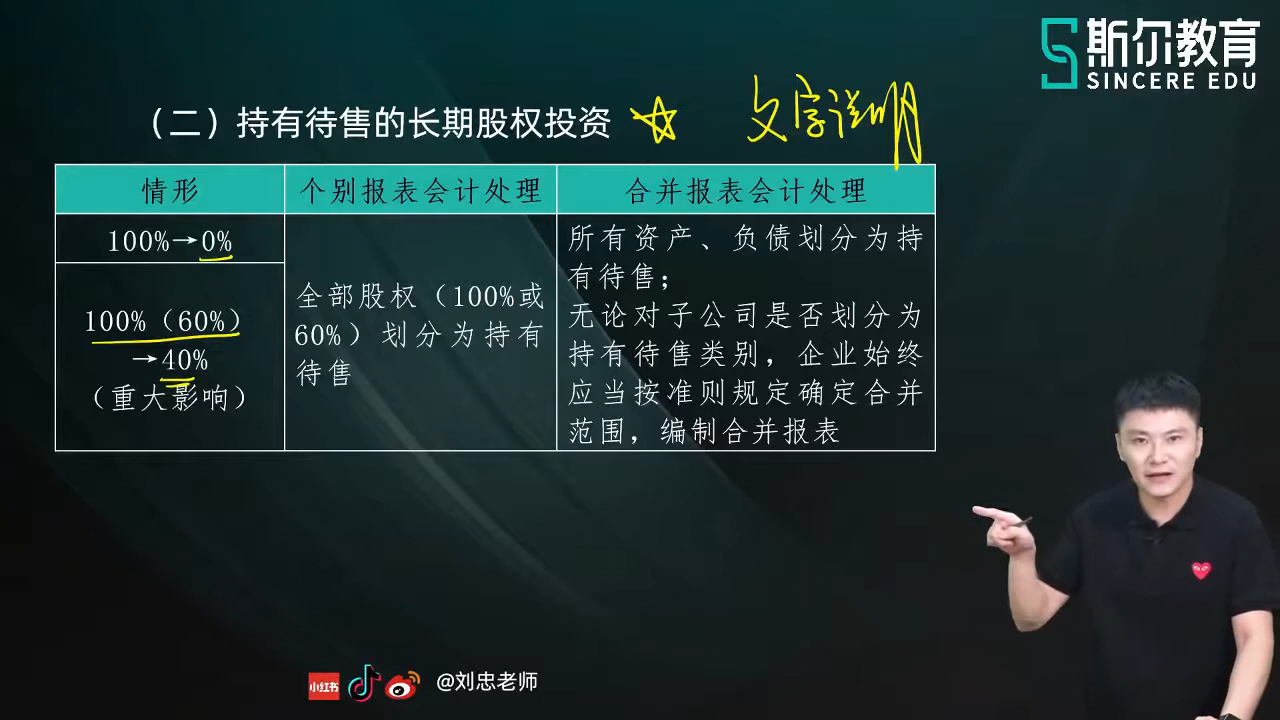 斯尔教育
SINCERE EDU
（二）持有待售的长期股权投资
文字说明
情形
个别报表会计处理
合并报表会计处理
100%→0%
100%（60%）
→40%
（重大影响）
全部股权（100%或
60%）划分为持有
待售
所有资产、负债划分为持
有待售；
无论对子公司是否划分为
持有待售类别，企业始终
应当按准则规定确定合并
范围，编制合并报表
小红书
@刘忠老师